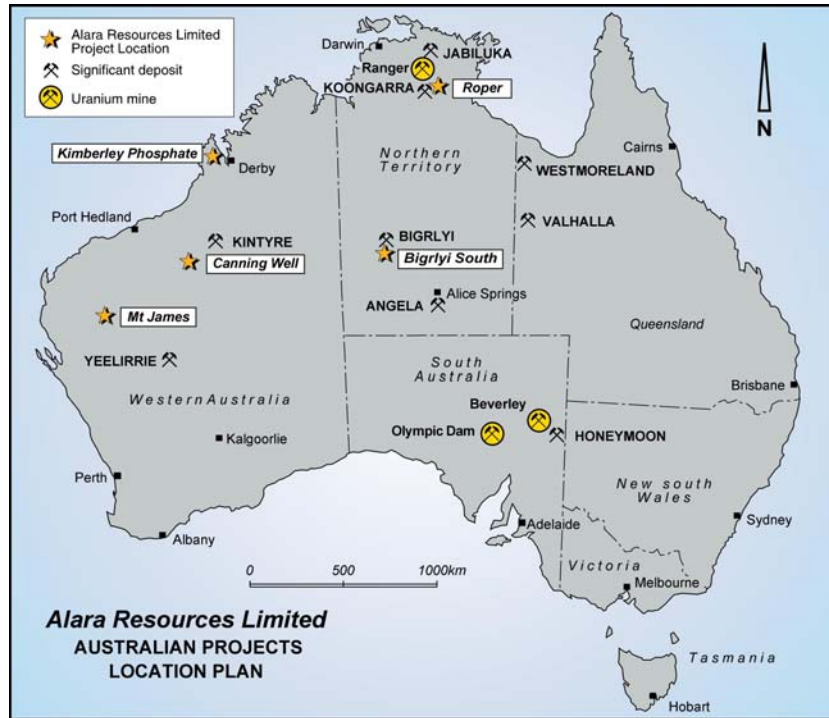 Alara Resources Limited
Project Location
Significant deposit
Uranium mine
Darwin
JABILUKA
Ranger
KOONGARRA
Roper
N
Kimberley Phosphate
Derby
Northern
Territory
Cairns
WESTMORELAND
Port Hedland
VALHALLA
KINTYRE
BIGRLYI
Canning Well
Bigrlyi South
Alice Springs
ANGELA
Mt James
Queensland
YEELIRRIE
South
Australia
Western Australia
Brisbane
Beverley
Olympic Dam
HONEYMOON
Kalgoorlie
Perth
New south
Wales
Sydney
Adelaide
Albany
Victoria
0 500 1000km
Melbourne
Alara Resources Limited
AUSTRALIAN PROJECTS
LOCATION PLAN
Tasmania
Hobart